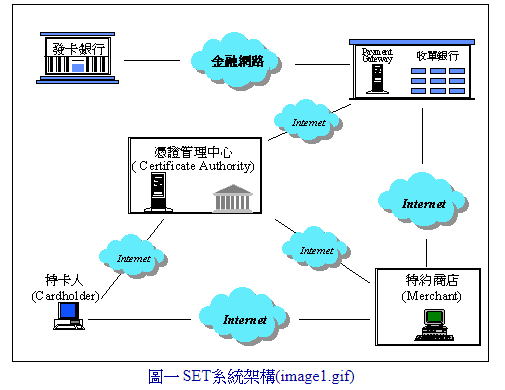 發卡銀行
金融網路
Payment
Gateway
收單銀行
Internet
憑證管理中心
( Certificate Authority)
Internet
Internet
Internet
持卡人
(Cardholder)
Internet
特約商店
(Merchant)
圖一 SET系統架構(image1.gif)